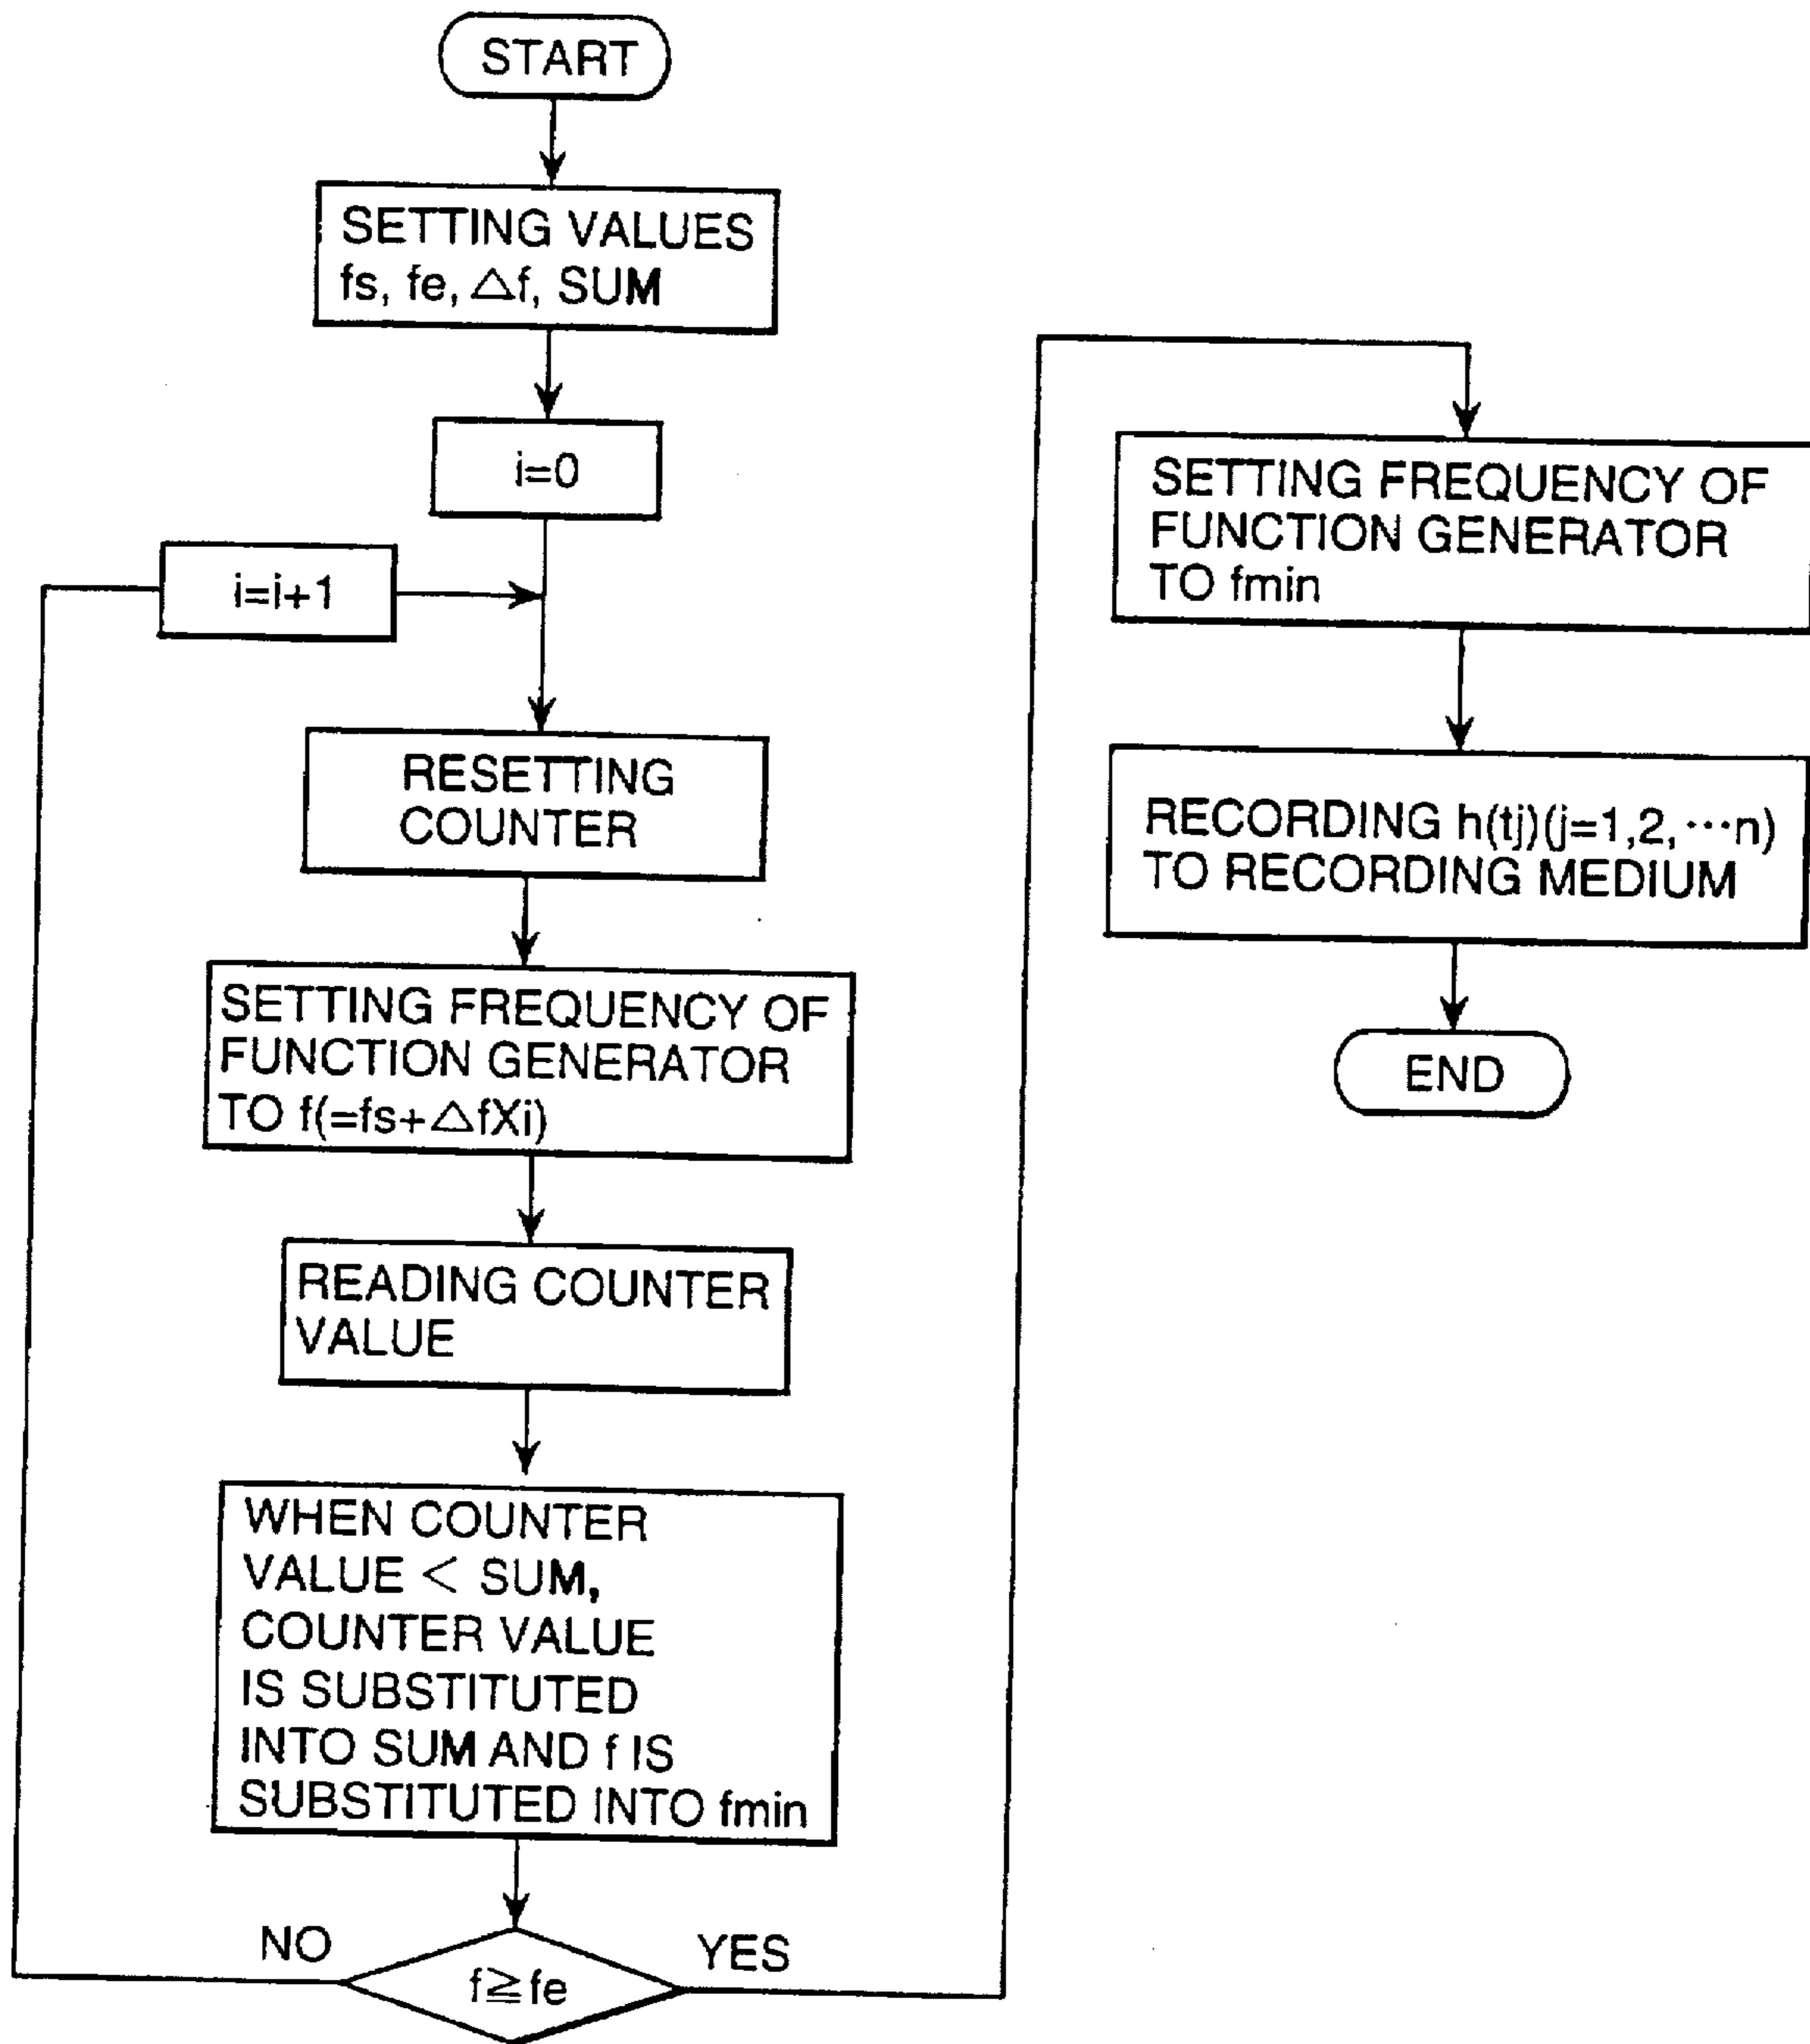 START
SETTING VALUES
fs, fe, △f, SUM
i=0
i=i+1
RESETTING
COUNTER
SETTING FREQUENCY OF
FUNCTION GENERATOR
TO f(=fs+△fXi)
READING COUNTER
VALUE
WHEN COUNTER
VALUE < SUM,
COUNTER VALUE
IS SUBSTITUTED
INTO SUM AND f IS
SUBSTITUTED INTO fmin
NO
YES
f≧fe
SETTING FREQUENCY OF
FUNCTION GENERATOR
TO fmin
RECORDING h(tj)(j=1,2, ···n)
TO RECORDING MEDIUM
END